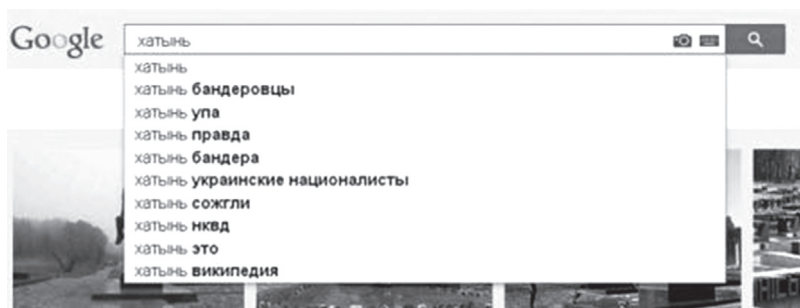 Google хатынь
хатынь
хатынь бандеровцы
хатынь упа
хатынь правда
хатынь бандера
хатынь украинские националисты
хатынь сожгли
хатынь нквд
хатынь это
хатынь википедия